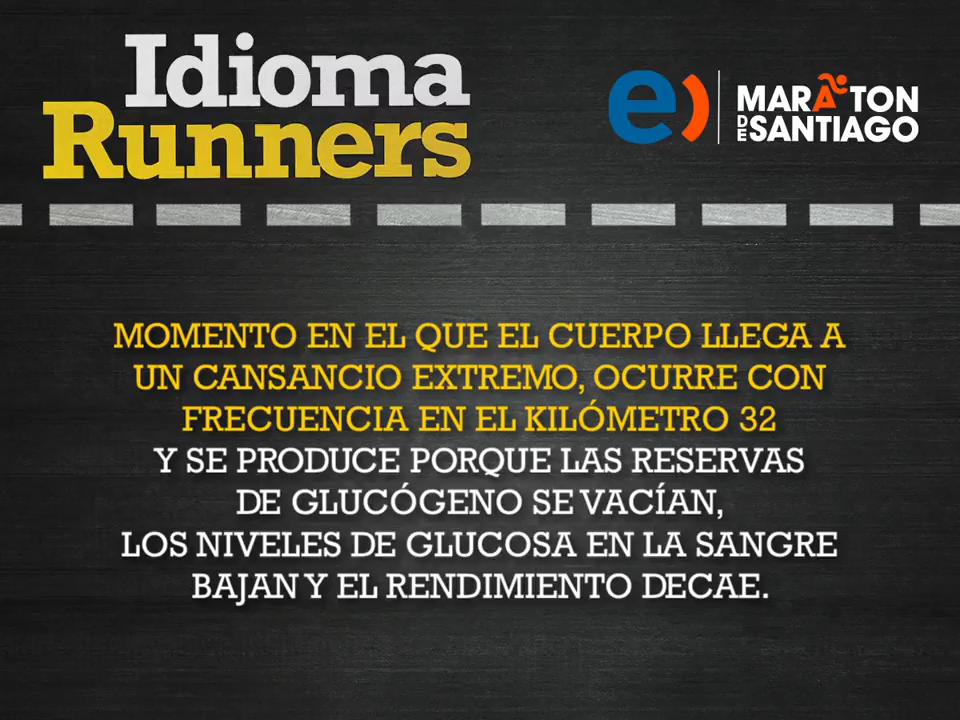 Idioma
Runners
e)
MARATON
DE SANTIAGO
MOMENTO EN EL QUE EL CUERPO LLEGA A
UN CANSANCIO EXTREMO, OCURRE CON
FRECUENCIA EN EL KILÓMETRO 32
Y SE PRODUCE PORQUE LAS RESERVAS
DE GLUCÓGENO SE VACÍAN,
LOS NIVELES DE GLUCOSA EN LA SANGRE
BAJAN Y EL RENDIMIENTO DECAE.